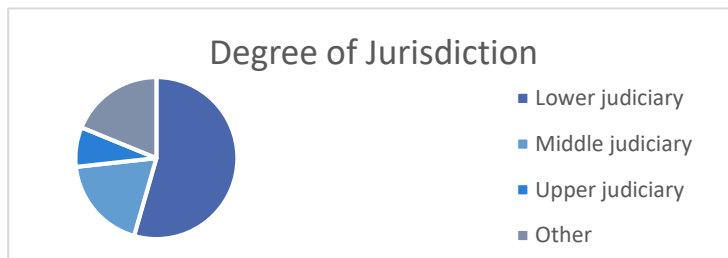 Degree of Jurisdiction
Lower judiciary
Middle judiciary
Upper judiciary
Other